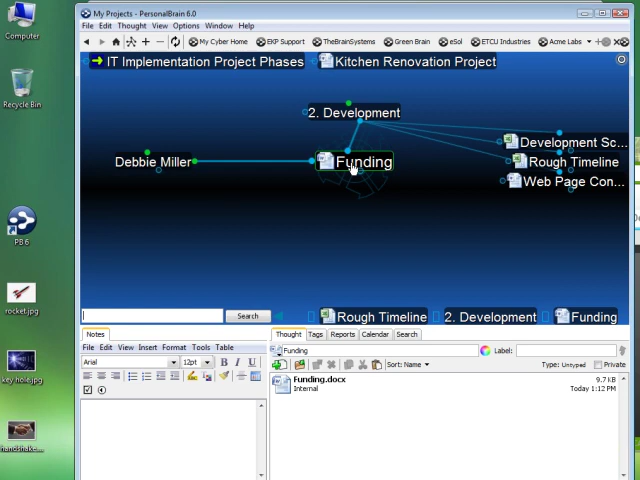 My Projects - PersonalBrain 6.0
File Edit Thought View Options Window Help
My Cyber Home EKP Support TheBrainSystems Green Brain eSol ETCU Industries Acme Labs
IT Implementation Project Phases Kitchen Renovation Project
2. Development
Development Sc...
Debbie Miller Funding Rough Timeline
Web Page Con...
Search Rough Timeline 2. Development Funding
Notes Thought Tags Reports Calendar Search
File Edit View Insert Format Tools Table Funding Label:
Arial 12pt B I U Sort: Name Type: Untyped Private
Funding.docx 9.7 KB
Internal Today 1:12 PM
Computer
Recycle Bin
PB 6
rocket.jpg
key hole.jpg
handshake....